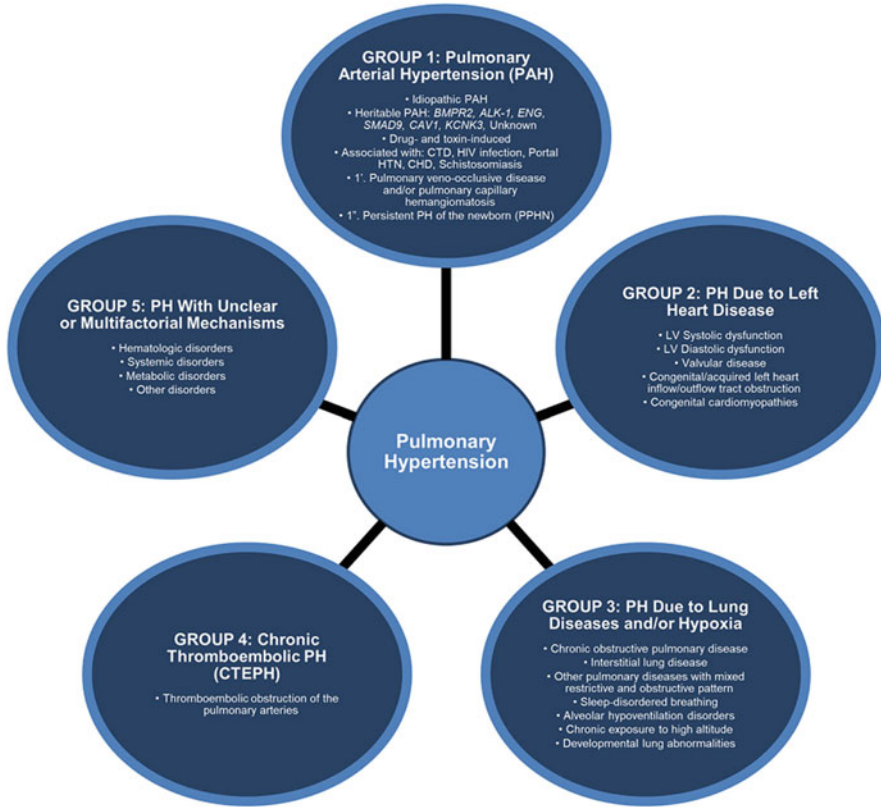 GROUP 1: Pulmonary
Arterial Hypertension (PAH)
• Idiopathic PAH
• Heritable PAH: BMPR2, ALK-1, ENG,
SMAD9, CAV1, KCNK3, Unknown
• Drug- and toxin-induced
• Associated with: CTD, HIV infection, Portal
HTN, CHD, Schistosomiasis
• 1'. Pulmonary veno-occlusive disease
and/or pulmonary capillary
hemangiomatosis
• 1". Persistent PH of the newborn (PPHN)
GROUP 2: PH Due to Left
Heart Disease
• LV Systolic dysfunction
• LV Diastolic dysfunction
• Valvular disease
• Congenital/acquired left heart
inflow/outflow tract obstruction
• Congenital cardiomyopathies
GROUP 3: PH Due to Lung
Diseases and/or Hypoxia
• Chronic obstructive pulmonary disease
• Interstitial lung disease
• Other pulmonary diseases with mixed
restrictive and obstructive pattern
• Sleep-disordered breathing
• Alveolar hypoventilation disorders
• Chronic exposure to high altitude
• Developmental lung abnormalities
GROUP 4: Chronic
Thromboembolic PH
(CTEPH)
• Thromboembolic obstruction of the
pulmonary arteries
GROUP 5: PH With Unclear
or Multifactorial Mechanisms
• Hematologic disorders
• Systemic disorders
• Metabolic disorders
• Other disorders
Pulmonary
Hypertension